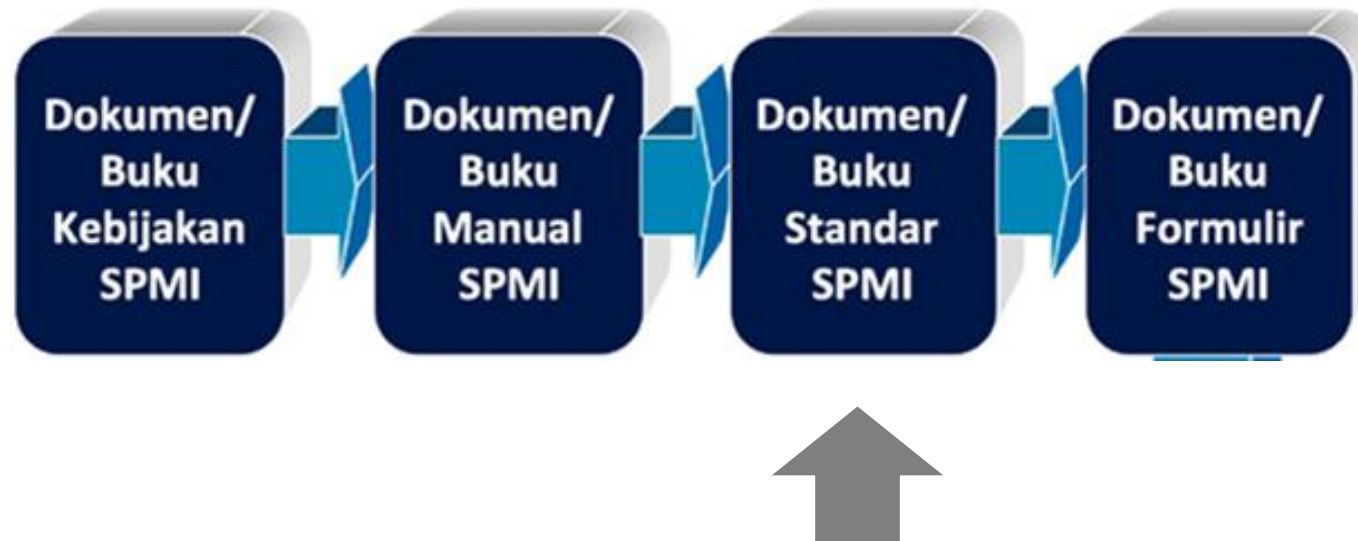 Dokumen/
Buku
Kebijakan
SPMI
Dokumen/
Buku
Manual
SPMI
Dokumen/
Buku
Standar
SPMI
Dokumen/
Buku
Formulir
SPMI